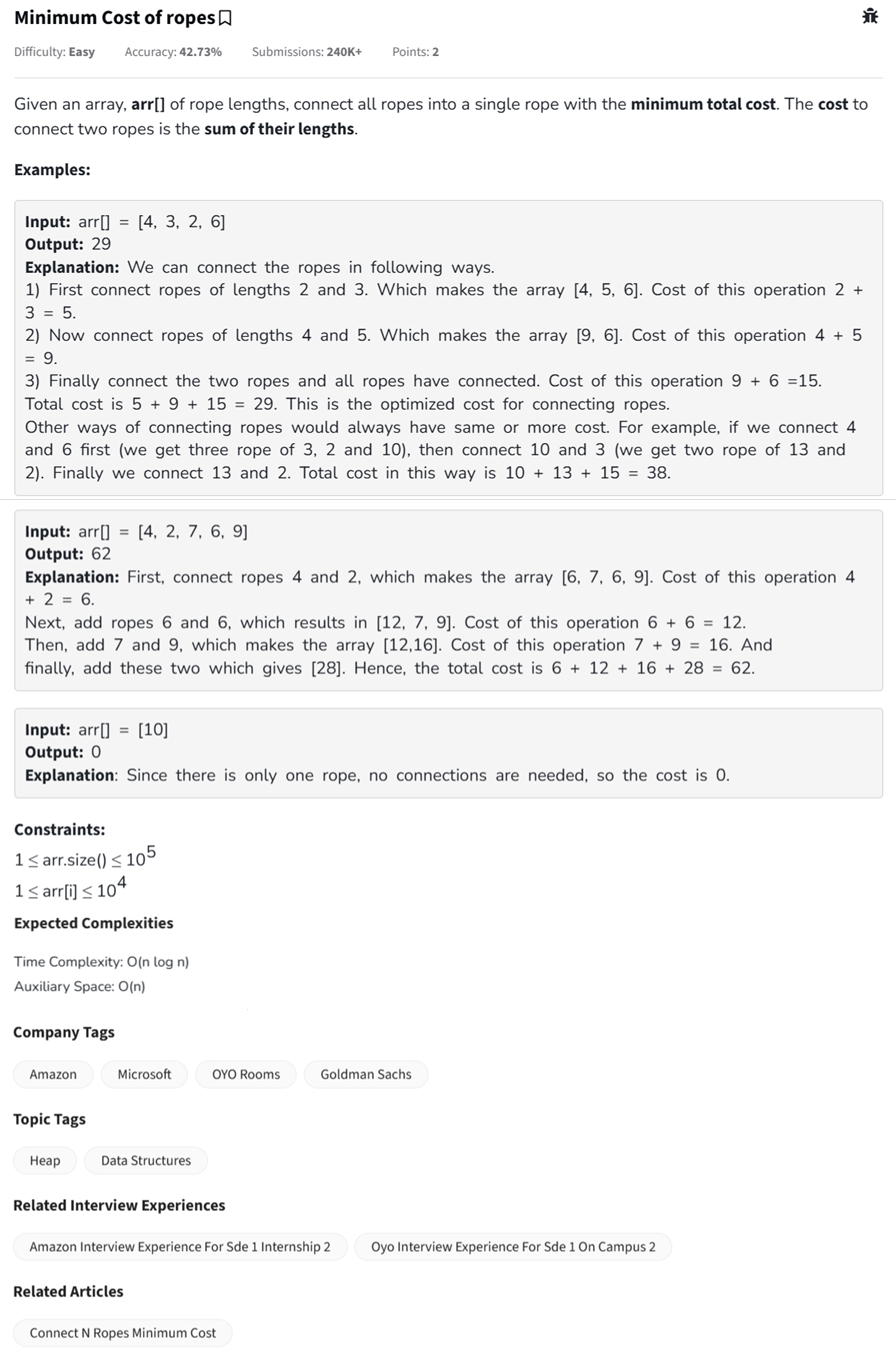 Minimum Cost of ropes
Difficulty: Easy Accuracy: 42.73% Submissions: 240K+ Points: 2
Given an array, arr[] of rope lengths, connect all ropes into a single rope with the minimum total cost. The cost to
connect two ropes is the sum of their lengths.
Examples:
Input: arr[] = [4, 3, 2, 6]
Output: 29
Explanation: We can connect the ropes in following ways.
1) First connect ropes of lengths 2 and 3. Which makes the array [4, 5, 6]. Cost of this operation 2 +
3 = 5.
2) Now connect ropes of lengths 4 and 5. Which makes the array [9, 6]. Cost of this operation 4 + 5
= 9.
3) Finally connect the two ropes and all ropes have connected. Cost of this operation 9 + 6 =15.
Total cost is 5 + 9 + 15 = 29. This is the optimized cost for connecting ropes.
Other ways of connecting ropes would always have same or more cost. For example, if we connect 4
and 6 first (we get three rope of 3, 2 and 10), then connect 10 and 3 (we get two rope of 13 and
2). Finally we connect 13 and 2. Total cost in this way is 10 + 13 + 15 = 38.
Input: arr[] = [4, 2, 7, 6, 9]
Output: 62
Explanation: First, connect ropes 4 and 2, which makes the array [6, 7, 6, 9]. Cost of this operation 4
+ 2 = 6.
Next, add ropes 6 and 6, which results in [12, 7, 9]. Cost of this operation 6 + 6 = 12.
Then, add 7 and 9, which makes the array [12,16]. Cost of this operation 7 + 9 = 16. And
finally, add these two which gives [28]. Hence, the total cost is 6 + 12 + 16 + 28 = 62.
Input: arr[] = [10]
Output: 0
Explanation: Since there is only one rope, no connections are needed, so the cost is 0.
Constraints:
1 ≤ arr.size() ≤ 10^5
1 ≤ arr[i] ≤ 10^4
Expected Complexities
Time Complexity: O(n log n)
Auxiliary Space: O(n)
Company Tags
Amazon Microsoft OYO Rooms Goldman Sachs
Topic Tags
Heap Data Structures
Related Interview Experiences
Amazon Interview Experience For Sde 1 Internship 2 Oyo Interview Experience For Sde 1 On Campus 2
Related Articles
Connect N Ropes Minimum Cost